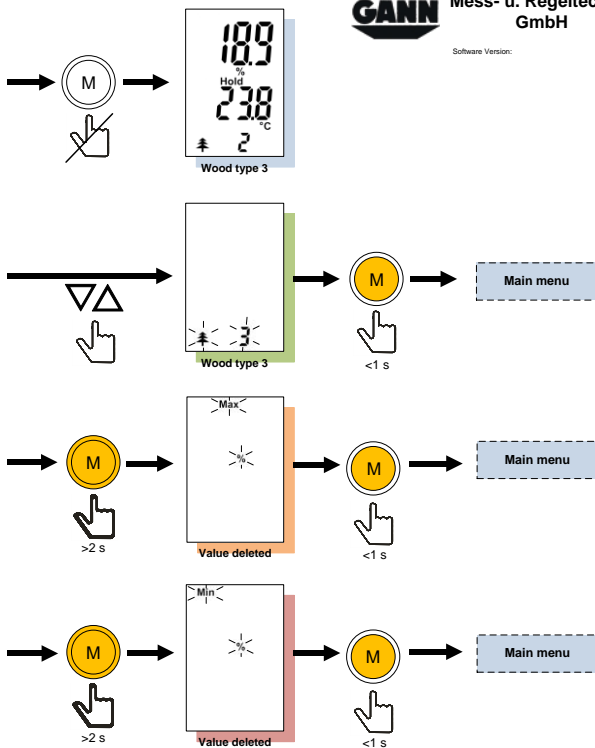 GANN
Mess- u. Regeltec
GmbH
Software Version:
M
18.9
%
Hold
23.8
°C
2
Wood type 3
3
Wood type 3
M
<1 s
Main menu
M
>2 s
Max
%
Value deleted
M
<1 s
Main menu
M
>2 s
Min
%
Value deleted
M
<1 s
Main menu